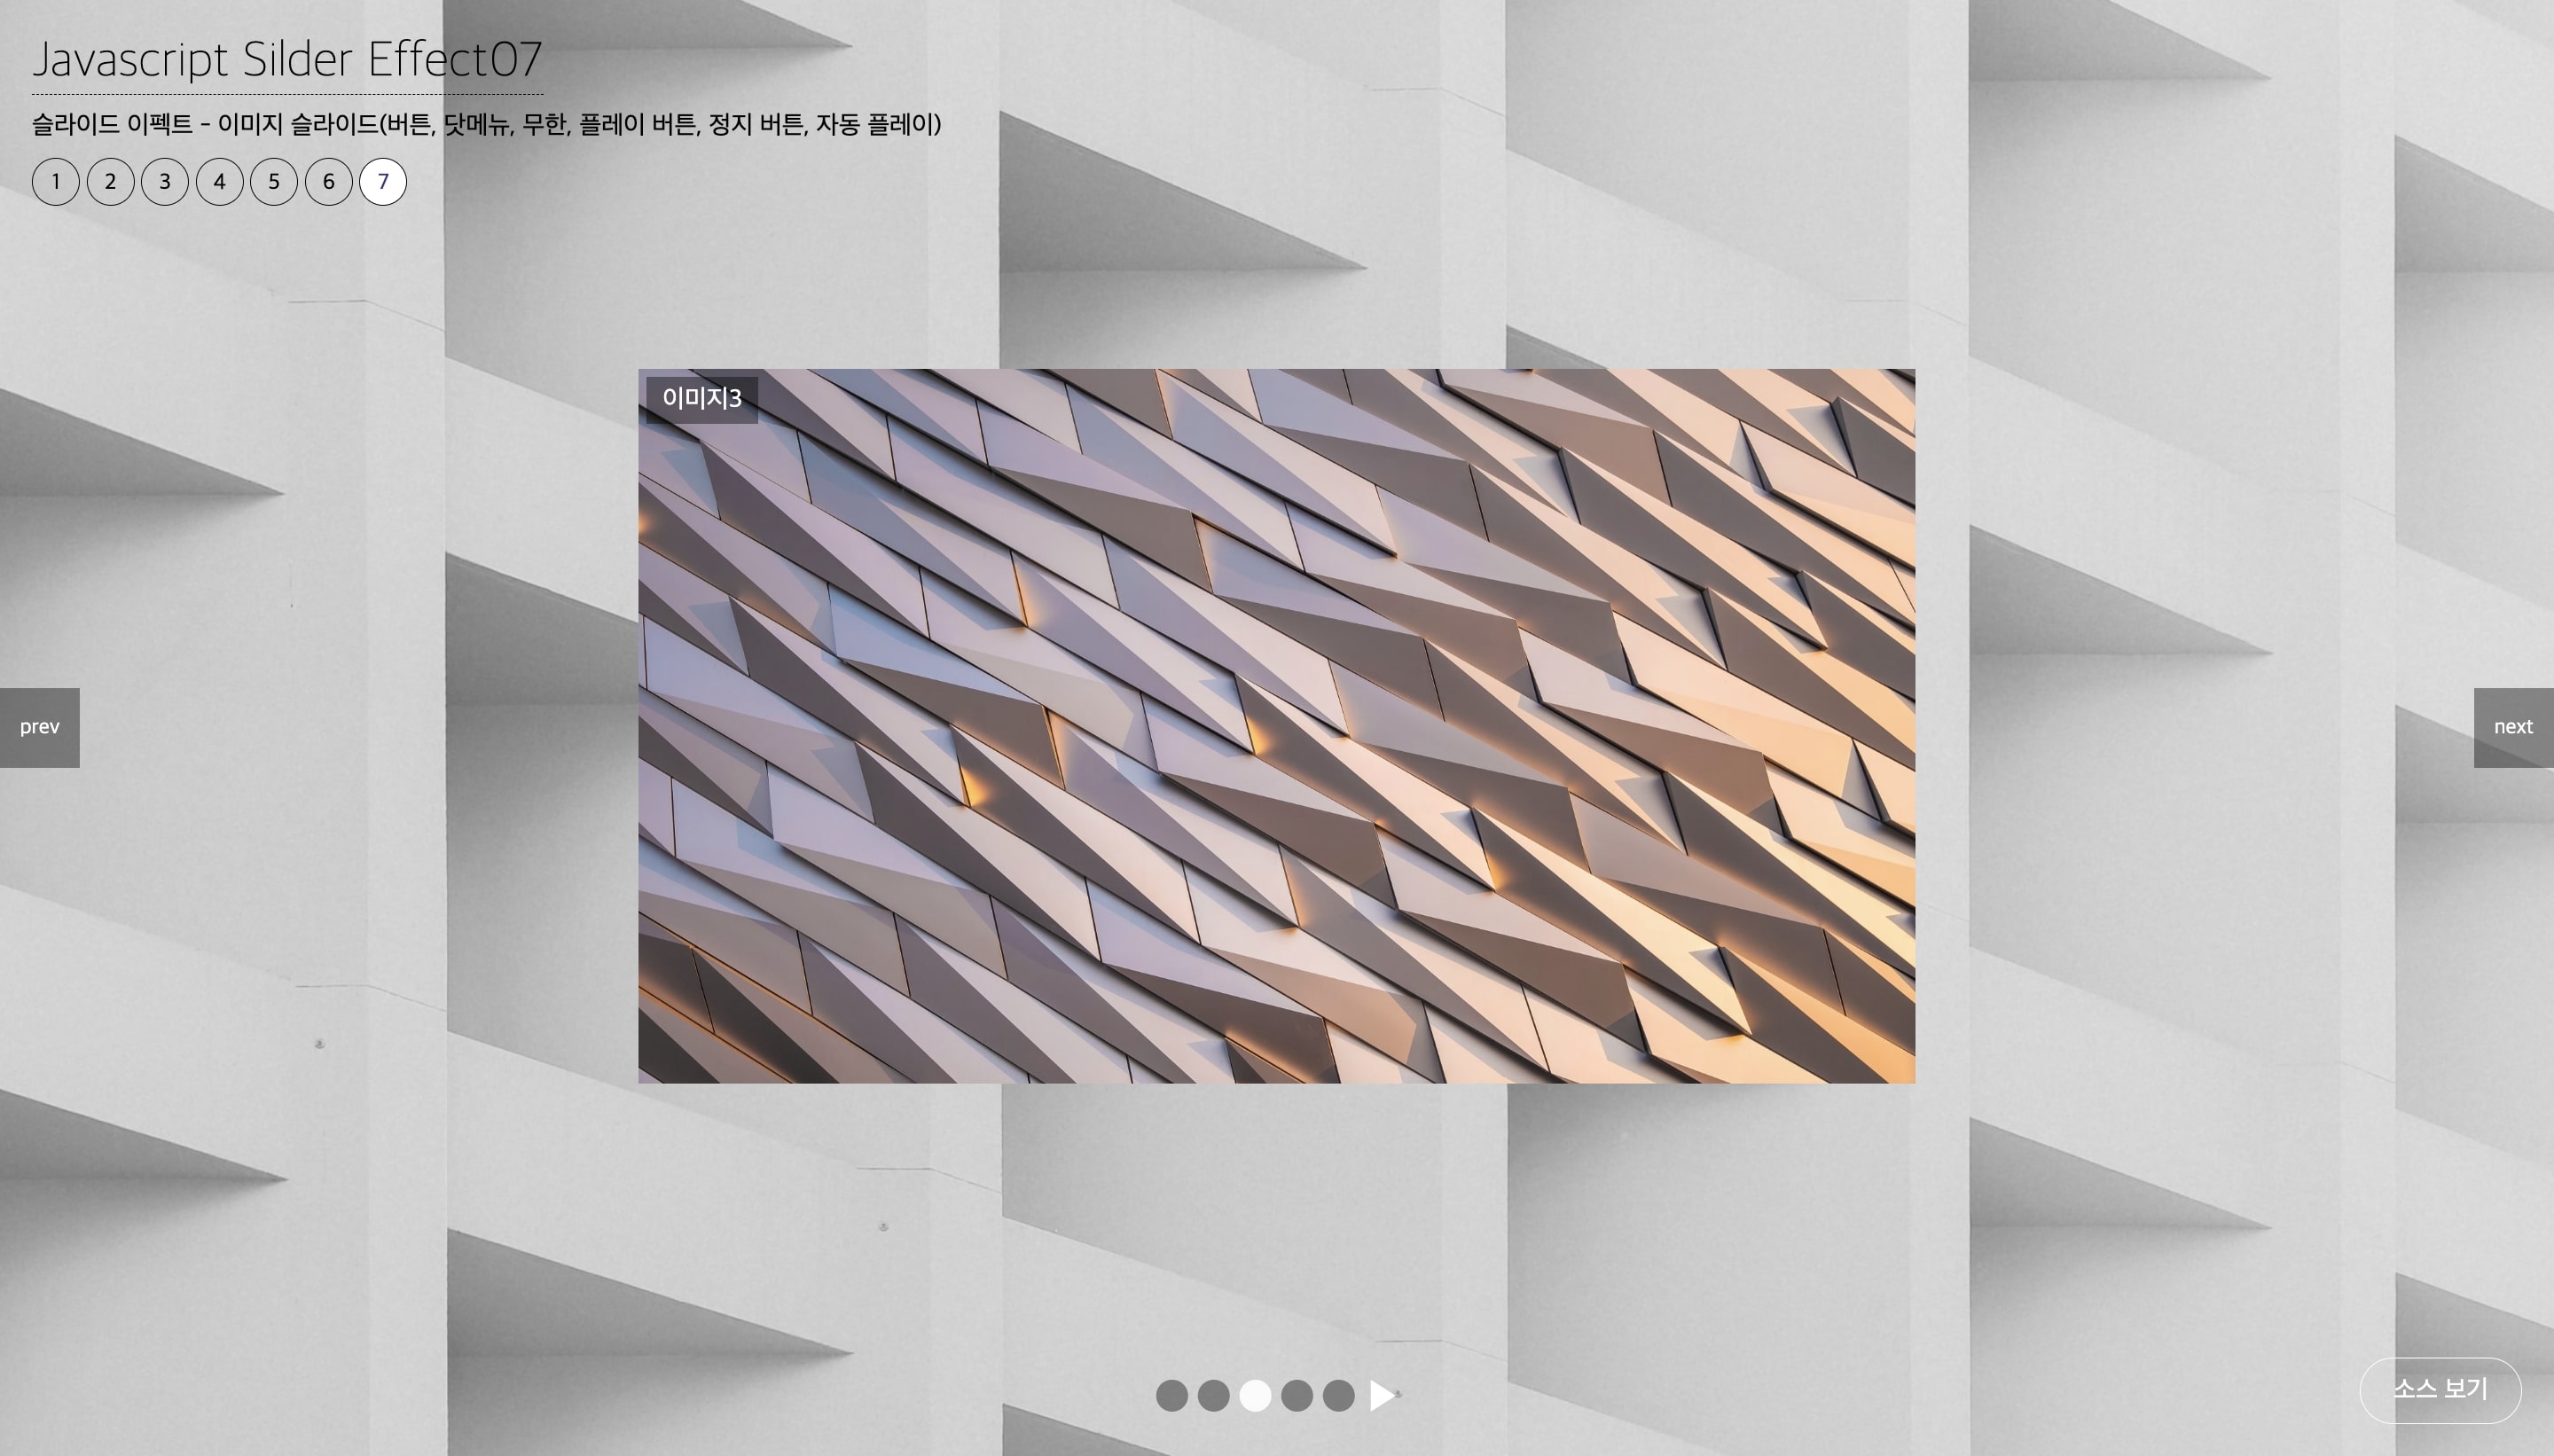 Javascript Silder Effect07
슬라이드 이펙트 - 이미지 슬라이드(버튼, 닷메뉴, 무한, 플레이 버튼, 정지 버튼, 자동 플레이)
1 2 3 4 5 6 7
이미지3
prev
next
소스 보기